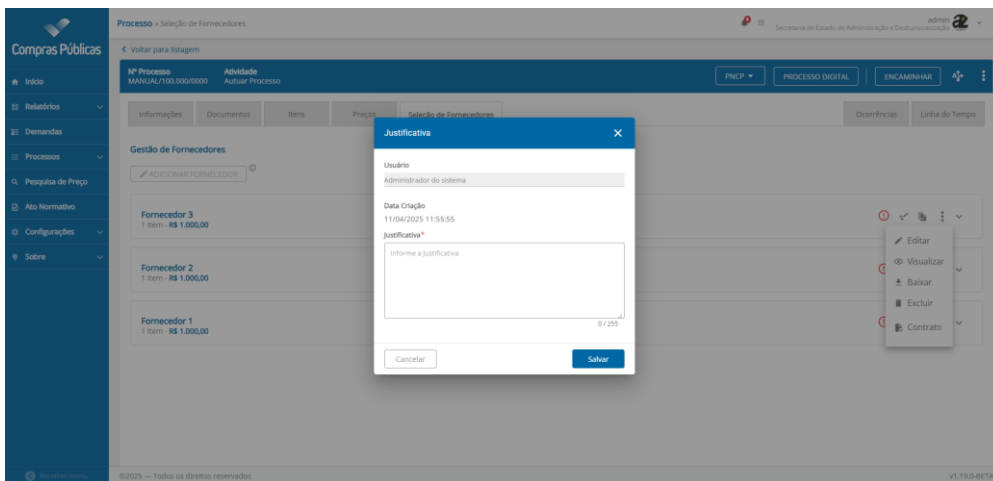 Compras Públicas
Início
Relatórios
Demandas
Processos
Pesquisa de Preço
Ato Normativo
Configurações
Sobre
Recolher menu
Processo › Seleção de Fornecedores
admin
Secretaria de Estado de Administração e Desburocratização
Voltar para listagem
Nº Processo
MANUAL/100.000/0000
Atividade
Autuar Processo
PNCP
PROCESSO DIGITAL
ENCAMINHAR
Informações
Documentos
Itens
Preços
Seleção de Fornecedores
Ocorrências
Linha do Tempo
Gestão de Fornecedores
ADICIONAR FORNECEDOR
Fornecedor 3
1 Item - R$ 1.000,00
Fornecedor 2
1 Item - R$ 1.000,00
Fornecedor 1
1 Item - R$ 1.000,00
Editar
Visualizar
Baixar
Excluir
Contrato
Justificativa
Usuário
Administrador do sistema
Data Criação
11/04/2025 11:55:55
Justificativa*
Informe a Justificativa
0 / 255
Cancelar
Salvar
©2025 — Todos os direitos reservados
v1.19.0-BETA